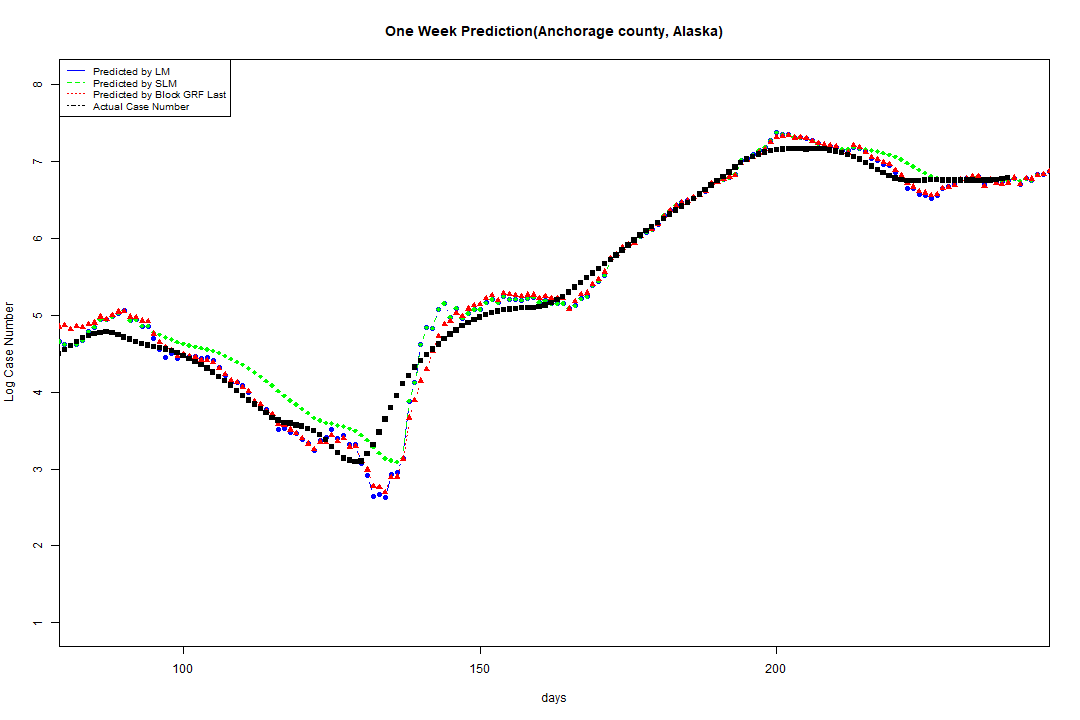 One Week Prediction(Anchorage county, Alaska)
Predicted by LM
Predicted by SLM
Predicted by Block GRF Last
Actual Case Number
8
7
6
5
4
3
2
1
Log Case Number
100 150 200
days